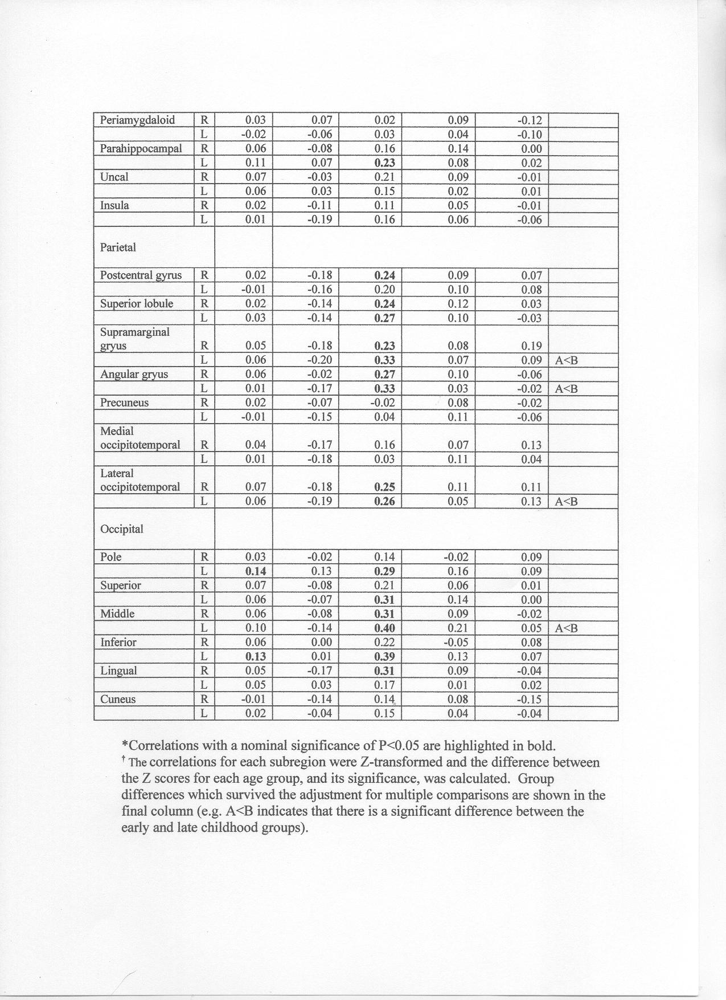 Periamygdaloid R 0.03 0.07 0.02 0.09 -0.12
L -0.02 -0.06 0.03 0.04 -0.10
Parahippocampal R 0.06 -0.08 0.16 0.14 0.00
L 0.11 0.07 0.23 0.08 0.02
Uncal R 0.07 -0.03 0.21 0.09 -0.01
L 0.06 0.03 0.15 0.02 0.01
Insula R 0.02 -0.11 0.11 0.05 -0.01
L 0.01 -0.19 0.16 0.06 -0.06
Parietal
Postcentral gyrus R 0.02 -0.18 0.24 0.09 0.07
L -0.01 -0.16 0.20 0.10 0.08
Superior lobule R 0.02 -0.14 0.24 0.12 0.03
L 0.03 -0.14 0.27 0.10 -0.03
Supramarginal
gryus R 0.05 -0.18 0.23 0.08 0.19
L 0.06 -0.20 0.33 0.07 0.09 A<B
Angular gryus R 0.06 -0.02 0.27 0.10 -0.06
L 0.01 -0.17 0.33 0.03 -0.02 A<B
Precuneus R 0.02 -0.07 -0.02 0.08 -0.02
L -0.01 -0.15 0.04 0.11 -0.06
Medial
occipitotemporal R 0.04 -0.17 0.16 0.07 0.13
L 0.01 -0.18 0.03 0.11 0.04
Lateral
occipitotemporal R 0.07 -0.18 0.25 0.11 0.11
L 0.06 -0.19 0.26 0.05 0.13 A<B
Occipital
Pole R 0.03 -0.02 0.14 -0.02 0.09
L 0.14 0.13 0.29 0.16 0.09
Superior R 0.07 -0.08 0.21 0.06 0.01
L 0.06 -0.07 0.31 0.14 0.00
Middle R 0.06 -0.08 0.31 0.09 -0.02
L 0.10 -0.14 0.40 0.21 0.05 A<B
Inferior R 0.06 0.00 0.22 -0.05 0.08
L 0.13 0.01 0.39 0.13 0.07
Lingual R 0.05 -0.17 0.31 0.09 -0.04
L 0.05 0.03 0.17 0.01 0.02
Cuneus R -0.01 -0.14 0.14 0.08 -0.15
L 0.02 -0.04 0.15 0.04 -0.04
*Correlations with a nominal significance of P<0.05 are highlighted in bold.
† The correlations for each subregion were Z-transformed and the difference between
the Z scores for each age group, and its significance, was calculated. Group
differences which survived the adjustment for multiple comparisons are shown in the
final column (e.g. A<B indicates that there is a significant difference between the
early and late childhood groups).